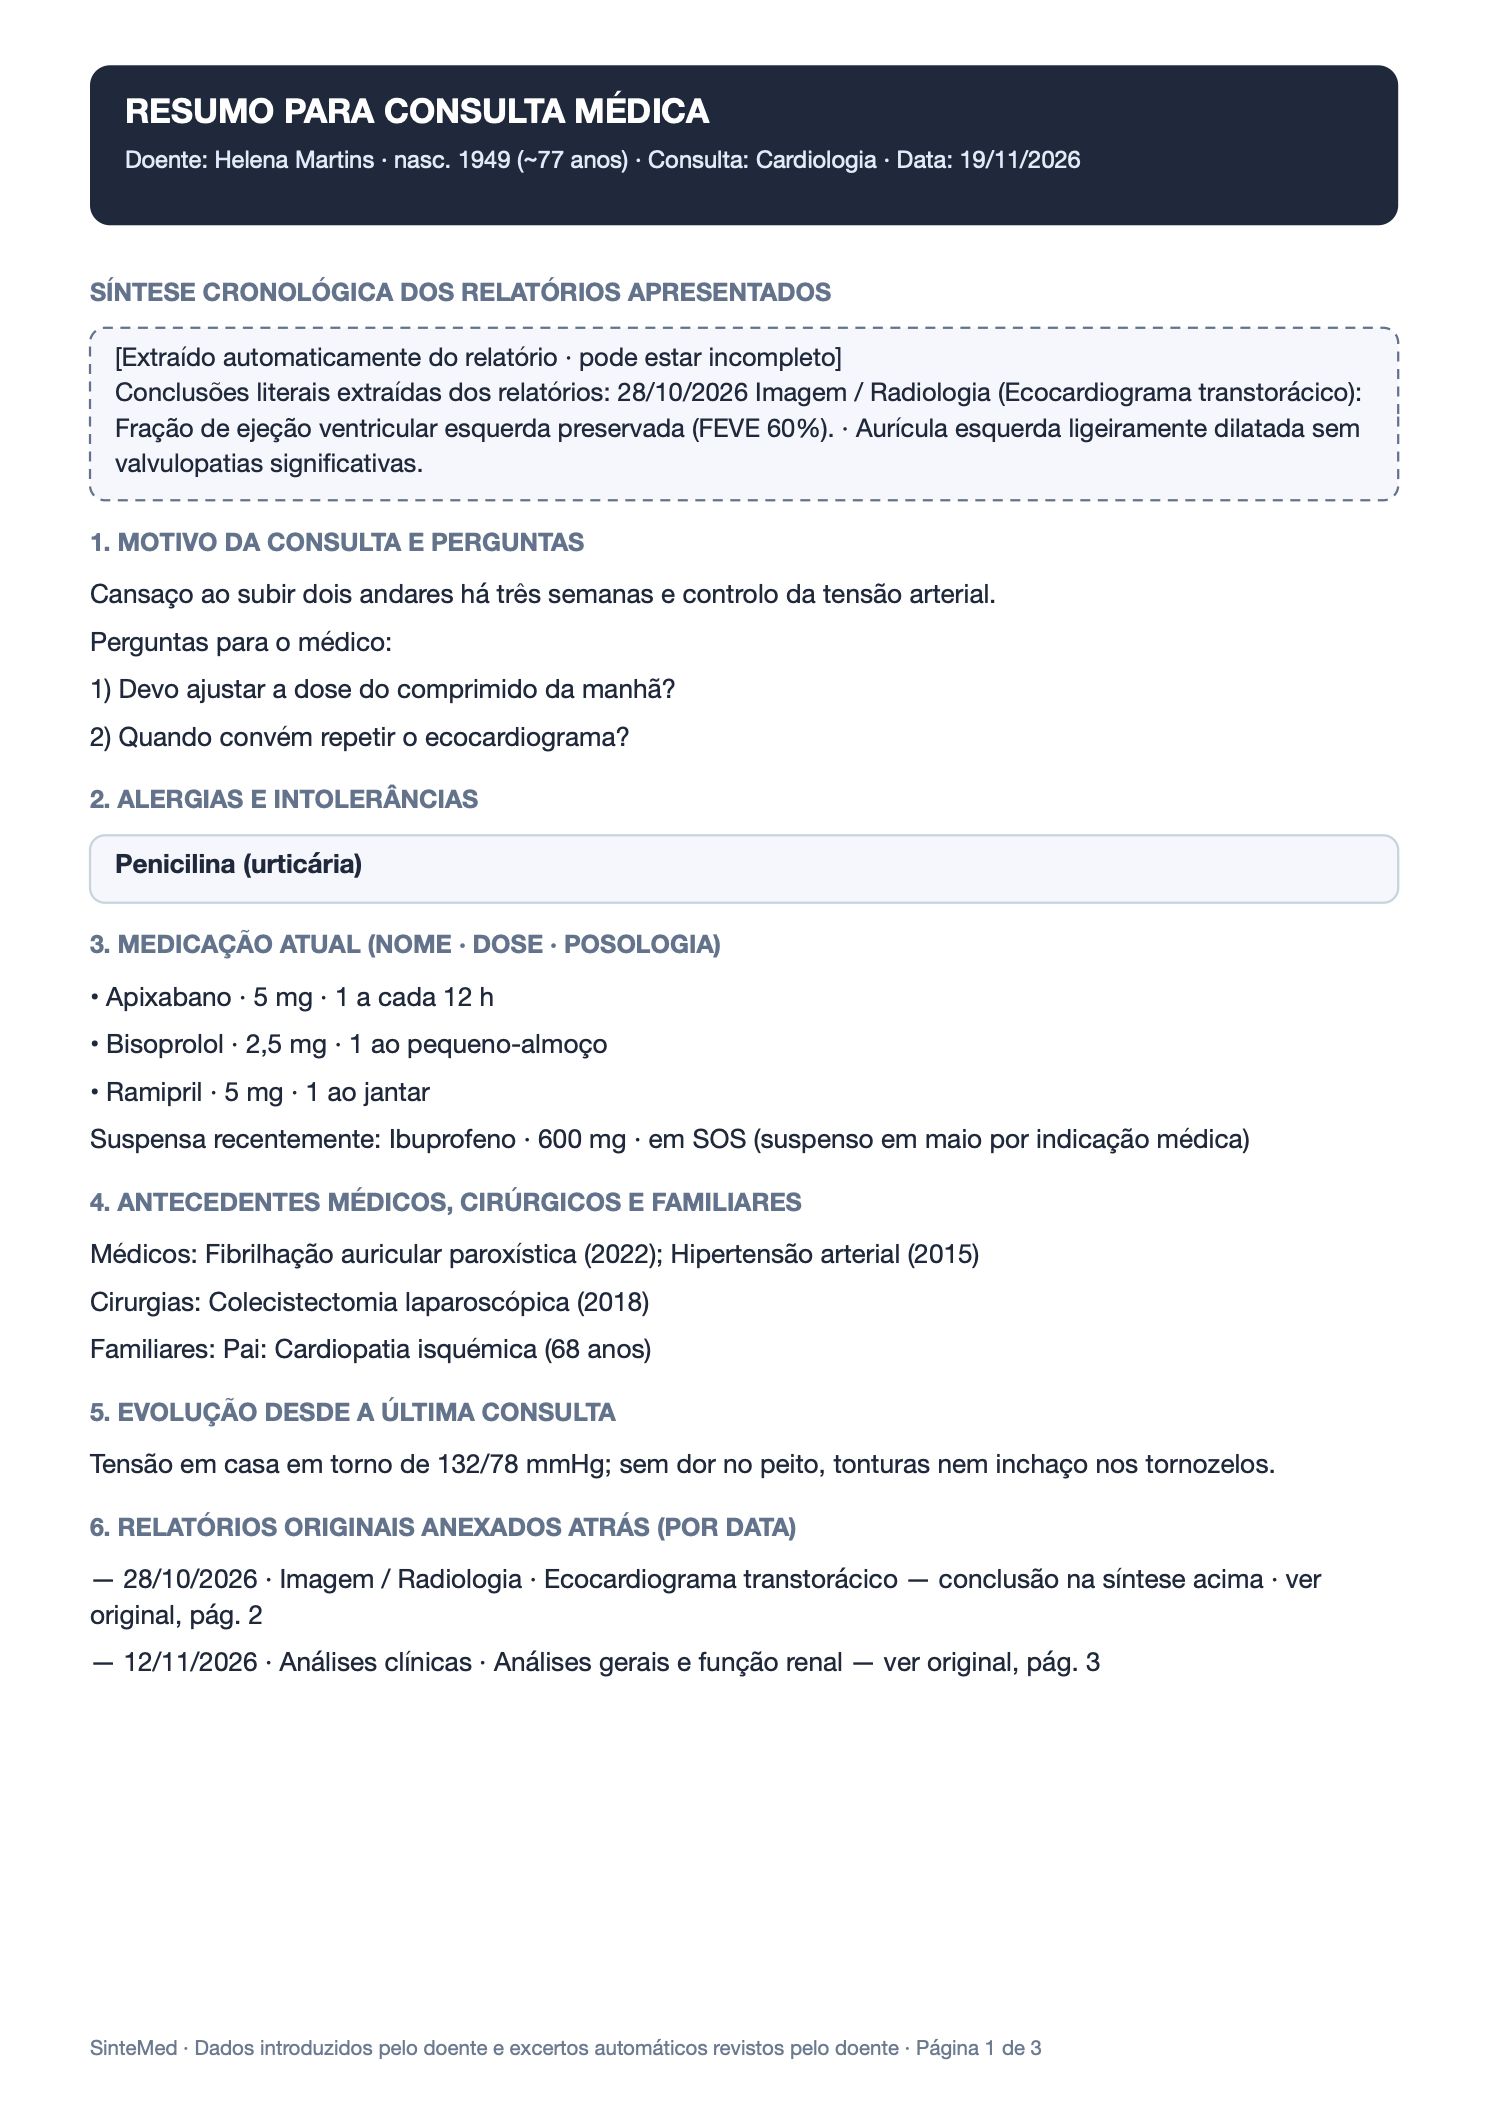 RESUMO PARA CONSULTA MÉDICA
Doente: Helena Martins · nasc. 1949 (~77 anos) · Consulta: Cardiologia · Data: 19/11/2026
SÍNTESE CRONOLÓGICA DOS RELATÓRIOS APRESENTADOS
[Extraído automaticamente do relatório · pode estar incompleto]
Conclusões literais extraídas dos relatórios: 28/10/2026 Imagem / Radiologia (Ecocardiograma transtorácico):
Fração de ejeção ventricular esquerda preservada (FEVE 60%). · Aurícula esquerda ligeiramente dilatada sem
valvulopatias significativas.
1. MOTIVO DA CONSULTA E PERGUNTAS
Cansaço ao subir dois andares há três semanas e controlo da tensão arterial.
Perguntas para o médico:
1) Devo ajustar a dose do comprimido da manhã?
2) Quando convém repetir o ecocardiograma?
2. ALERGIAS E INTOLERÂNCIAS
Penicilina (urticária)
3. MEDICAÇÃO ATUAL (NOME · DOSE · POSOLOGIA)
• Apixabano · 5 mg · 1 a cada 12 h
• Bisoprolol · 2,5 mg · 1 ao pequeno-almoço
• Ramipril · 5 mg · 1 ao jantar
Suspensa recentemente: Ibuprofeno · 600 mg · em SOS (suspenso em maio por indicação médica)
4. ANTECEDENTES MÉDICOS, CIRÚRGICOS E FAMILIARES
Médicos: Fibrilhação auricular paroxística (2022); Hipertensão arterial (2015)
Cirurgias: Colecistectomia laparoscópica (2018)
Familiares: Pai: Cardiopatia isquémica (68 anos)
5. EVOLUÇÃO DESDE A ÚLTIMA CONSULTA
Tensão em casa em torno de 132/78 mmHg; sem dor no peito, tonturas nem inchaço nos tornozelos.
6. RELATÓRIOS ORIGINAIS ANEXADOS ATRÁS (POR DATA)
— 28/10/2026 · Imagem / Radiologia · Ecocardiograma transtorácico — conclusão na síntese acima · ver
original, pág. 2
— 12/11/2026 · Análises clínicas · Análises gerais e função renal — ver original, pág. 3
SinteMed · Dados introduzidos pelo doente e excertos automáticos revistos pelo doente · Página 1 de 3